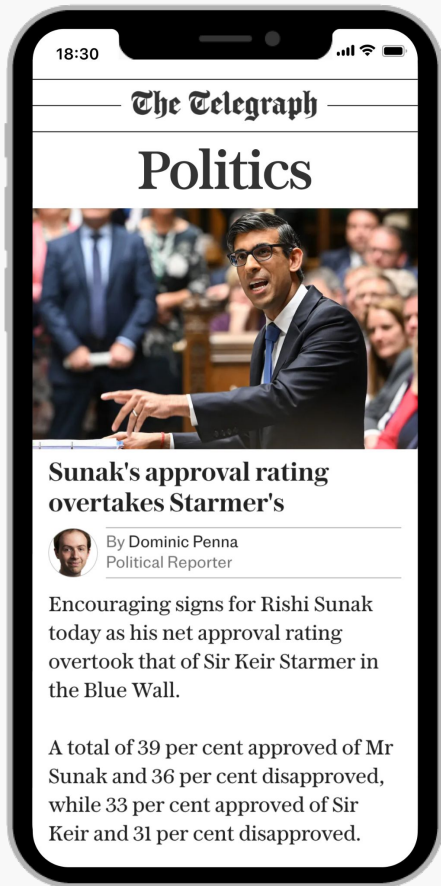 18:30
The Telegraph
Politics
Sunak's approval rating
overtakes Starmer's
By Dominic Penna
Political Reporter
Encouraging signs for Rishi Sunak
today as his net approval rating
overtook that of Sir Keir Starmer in
the Blue Wall.
A total of 39 per cent approved of Mr
Sunak and 36 per cent disapproved,
while 33 per cent approved of Sir
Keir and 31 per cent disapproved.